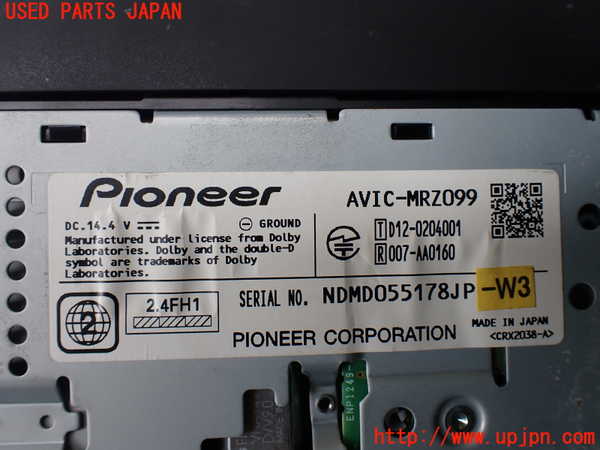 USED PARTS JAPAN
Pioneer
AVIC-MRZ099
DC.14.4 V
GROUND
Manufactured under license from Dolby
Laboratories. Dolby and the double-D
symbol are trademarks of Dolby
Laboratories.
T D12-0204001
R 007-AA0160
2
2.4FH1
SERIAL NO. NDMD055178JP -W3
PIONEER CORPORATION
MADE IN JAPAN
<CRX2038-A>
ENP1249-
UPJ www.upjpn.com